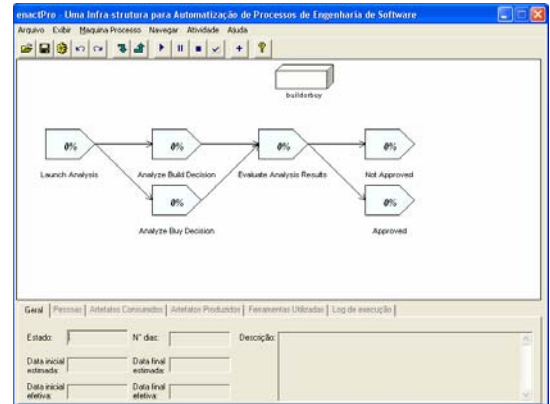 enactPro - Uma Infra-strutura para Automatização de Processos de Engenharia de Software
Arquivo Exibir Maquina Processo Navegar Atividade Ajuda
buildorbuy
0% 0% 0% 0%
Launch Analysis Analyze Build Decision Evaluate Analysis Results Not Approved
0% 0%
Analyze Buy Decision Approved
Geral Pessoas Artefatos Consumidos Artefatos Produzidos Ferramentas Utilizadas Log de execução
Estado: N° dias: Descrição:
Data inicial estimada: Data final estimada:
Data inicial efetiva: Data final efetiva: